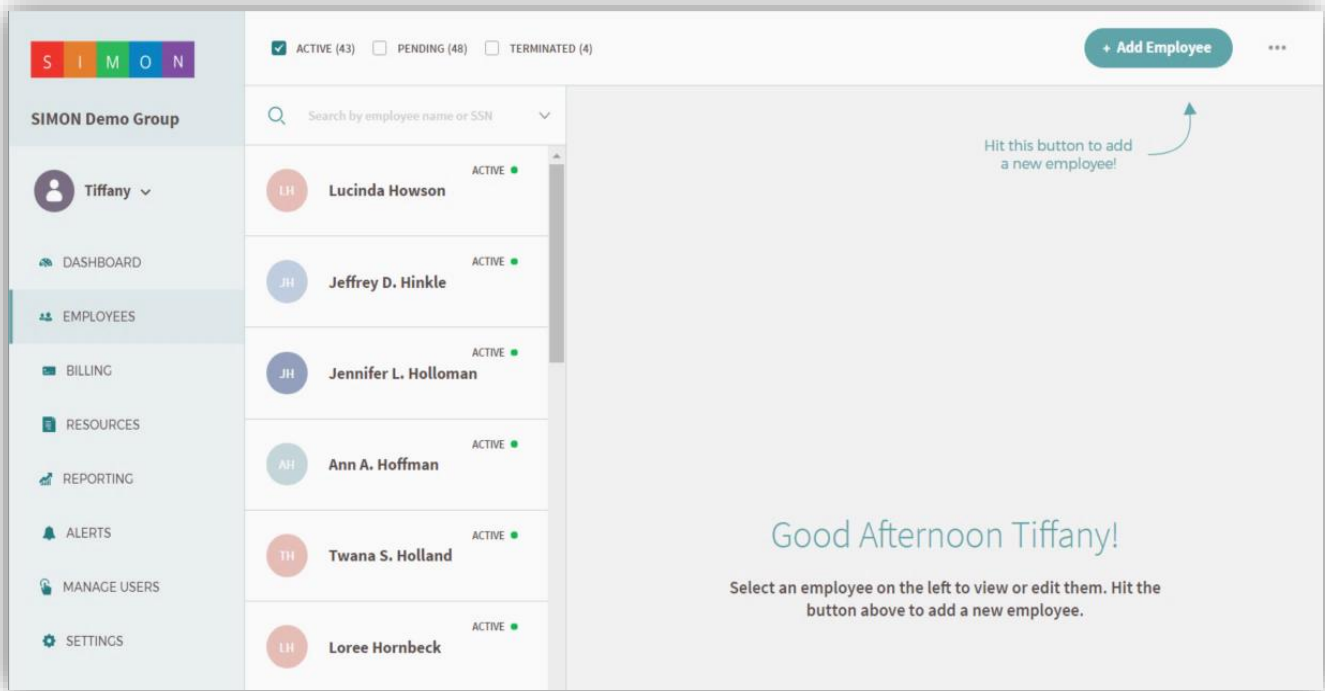 S I M O N
SIMON Demo Group
Tiffany
DASHBOARD
EMPLOYEES
BILLING
RESOURCES
REPORTING
ALERTS
MANAGE USERS
SETTINGS
ACTIVE (43) PENDING (48) TERMINATED (4)
+ Add Employee
Search by employee name or SSN
ACTIVE
LH Lucinda Howson
ACTIVE
JH Jeffrey D. Hinkle
ACTIVE
JH Jennifer L. Holloman
ACTIVE
AH Ann A. Hoffman
ACTIVE
TH Twana S. Holland
ACTIVE
LH Loree Hornbeck
Hit this button to add
a new employee!
Good Afternoon Tiffany!
Select an employee on the left to view or edit them. Hit the
button above to add a new employee.